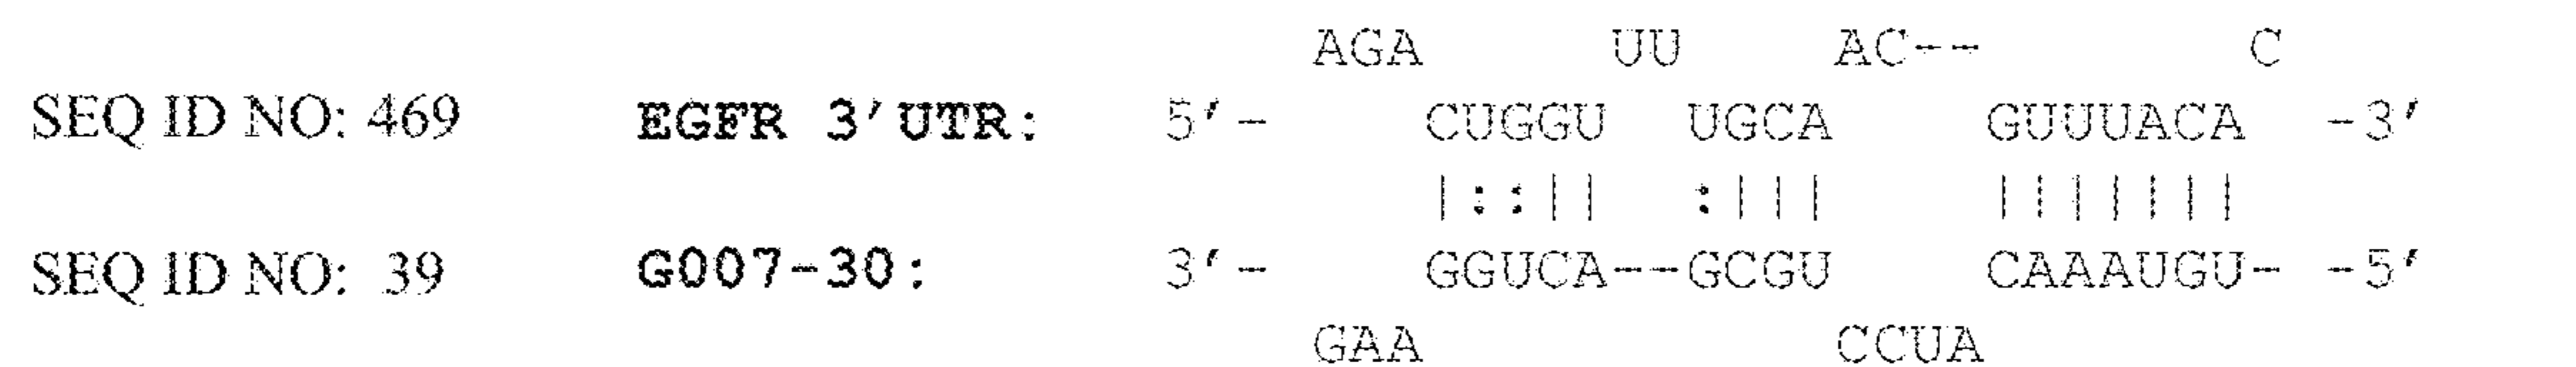 AGA UU AC-- C
SEQ ID NO: 469 EGFR 3'UTR: 5'- CUGGU UGCA GUUUACA -3'
|::|| :||| |||||||
SEQ ID NO: 39 G007-30: 3'- GGUCA--GCGU CAAAUGU- -5'
GAA CCUA